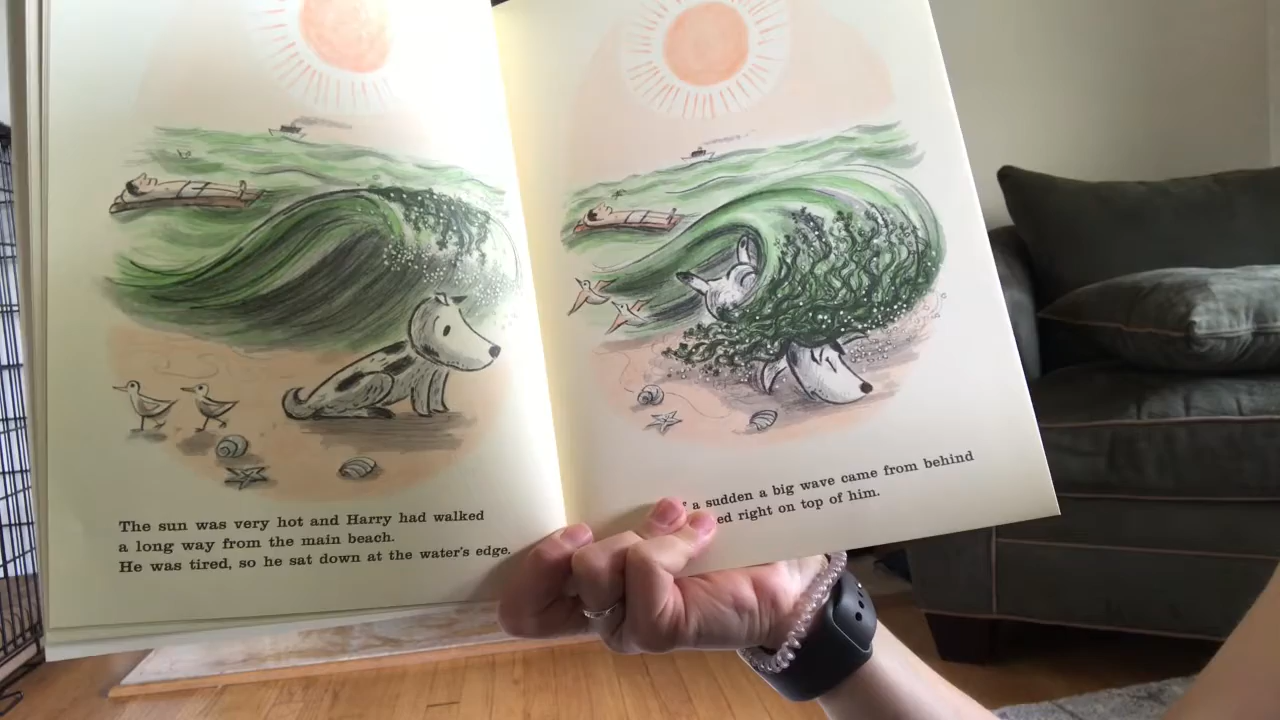 The sun was very hot and Harry had walked
a long way from the main beach.
He was tired, so he sat down at the water's edge.
a sudden a big wave came from behind
right on top of him.